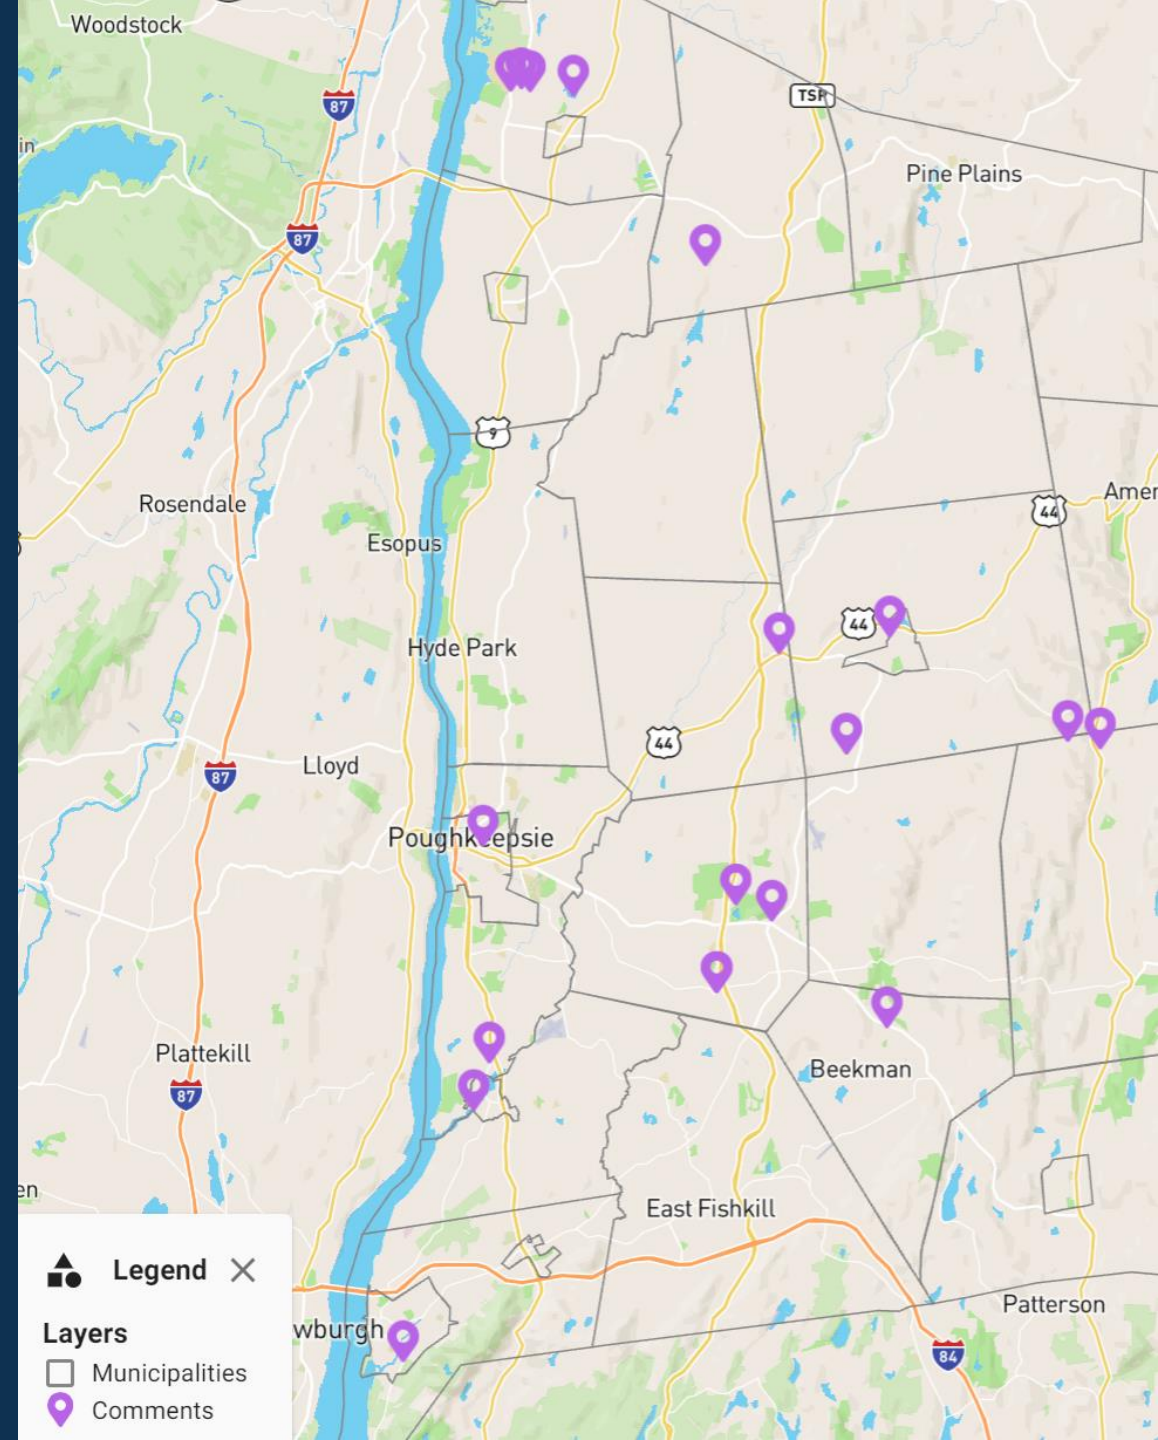 Woodstock
87
TSP
in
Pine Plains
87
9
Amer
Rosendale
44
Esopus
44
Hyde Park
44
Lloyd
87
Poughkeepsie
Plattekill
Beekman
87
en
East Fishkill
Legend
Patterson
wburgh
Layers
84
Municipalities
Comments